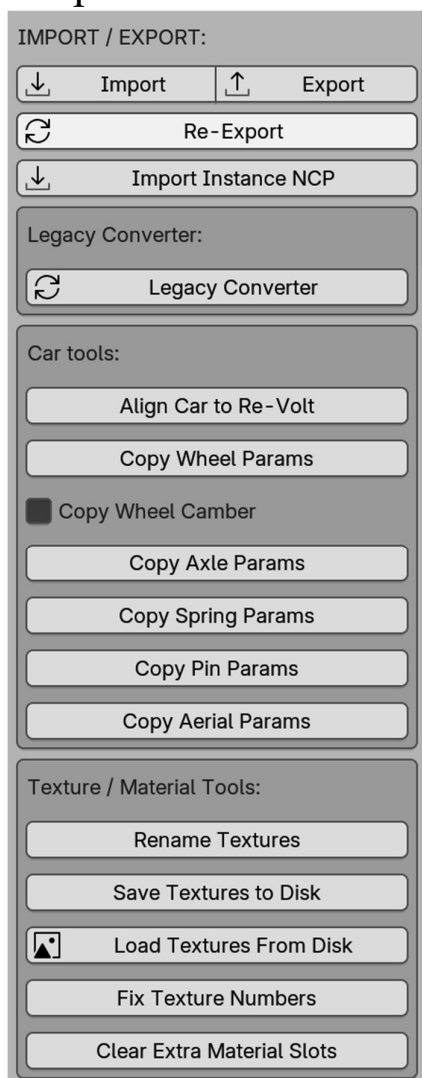 IMPORT / EXPORT:
Import Export
Re-Export
Import Instance NCP
Legacy Converter:
Legacy Converter
Car tools:
Align Car to Re-Volt
Copy Wheel Params
Copy Wheel Camber
Copy Axle Params
Copy Spring Params
Copy Pin Params
Copy Aerial Params
Texture / Material Tools:
Rename Textures
Save Textures to Disk
Load Textures From Disk
Fix Texture Numbers
Clear Extra Material Slots